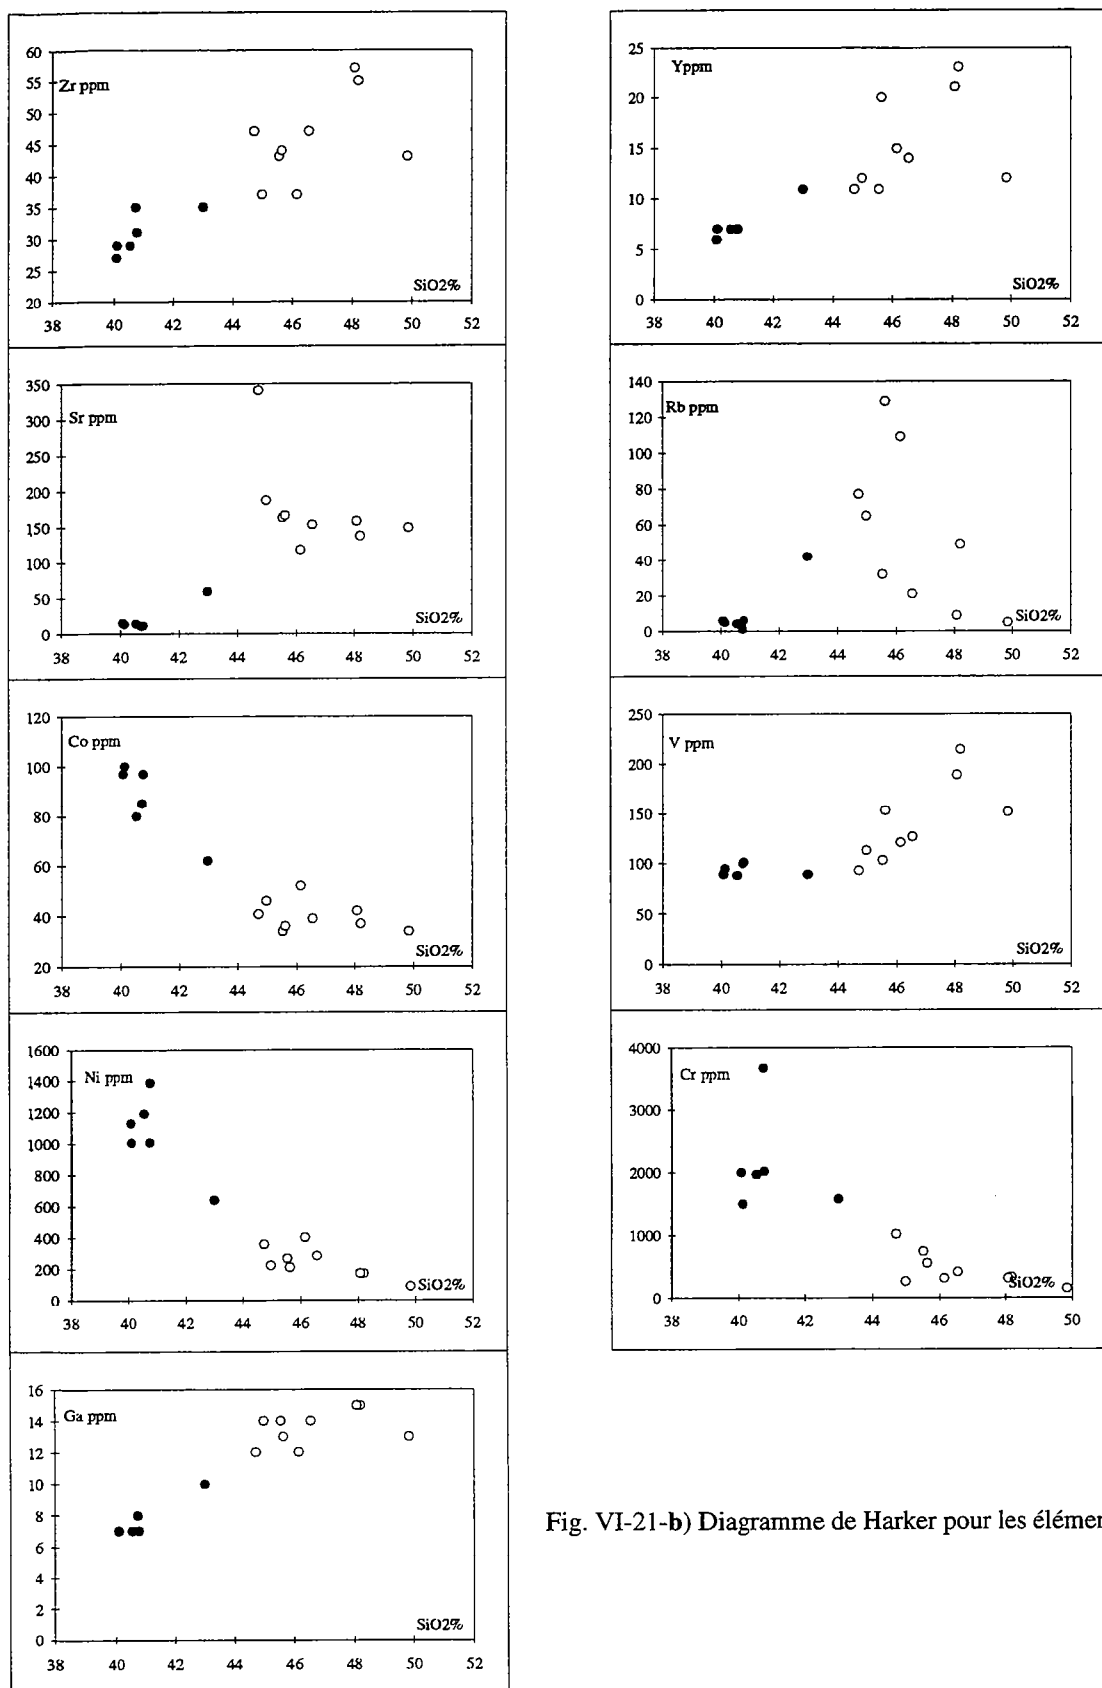 60
55
50
45
40
35
30
25
20
Zr ppm
SiO2%
38 40 42 44 46 48 50 52
25
20
15
10
5
0
Yppm
SiO2%
38 40 42 44 46 48 50 52
350
300
250
200
150
100
50
0
Sr ppm
SiO2%
38 40 42 44 46 48 50 52
140
120
100
80
60
40
20
0
Rb ppm
SiO2%
38 40 42 44 46 48 50 52
120
100
80
60
40
20
Co ppm
SiO2%
38 40 42 44 46 48 50 52
250
200
150
100
50
0
V ppm
SiO2%
38 40 42 44 46 48 50 52
1600
1400
1200
1000
800
600
400
200
0
Ni ppm
SiO2%
38 40 42 44 46 48 50 52
4000
3000
2000
1000
0
Cr ppm
SiO2%
38 40 42 44 46 48 50
16
14
12
10
8
6
4
2
0
Ga ppm
SiO2%
38 40 42 44 46 48 50 52
Fig. VI-21-b) Diagramme de Harker pour les élémer